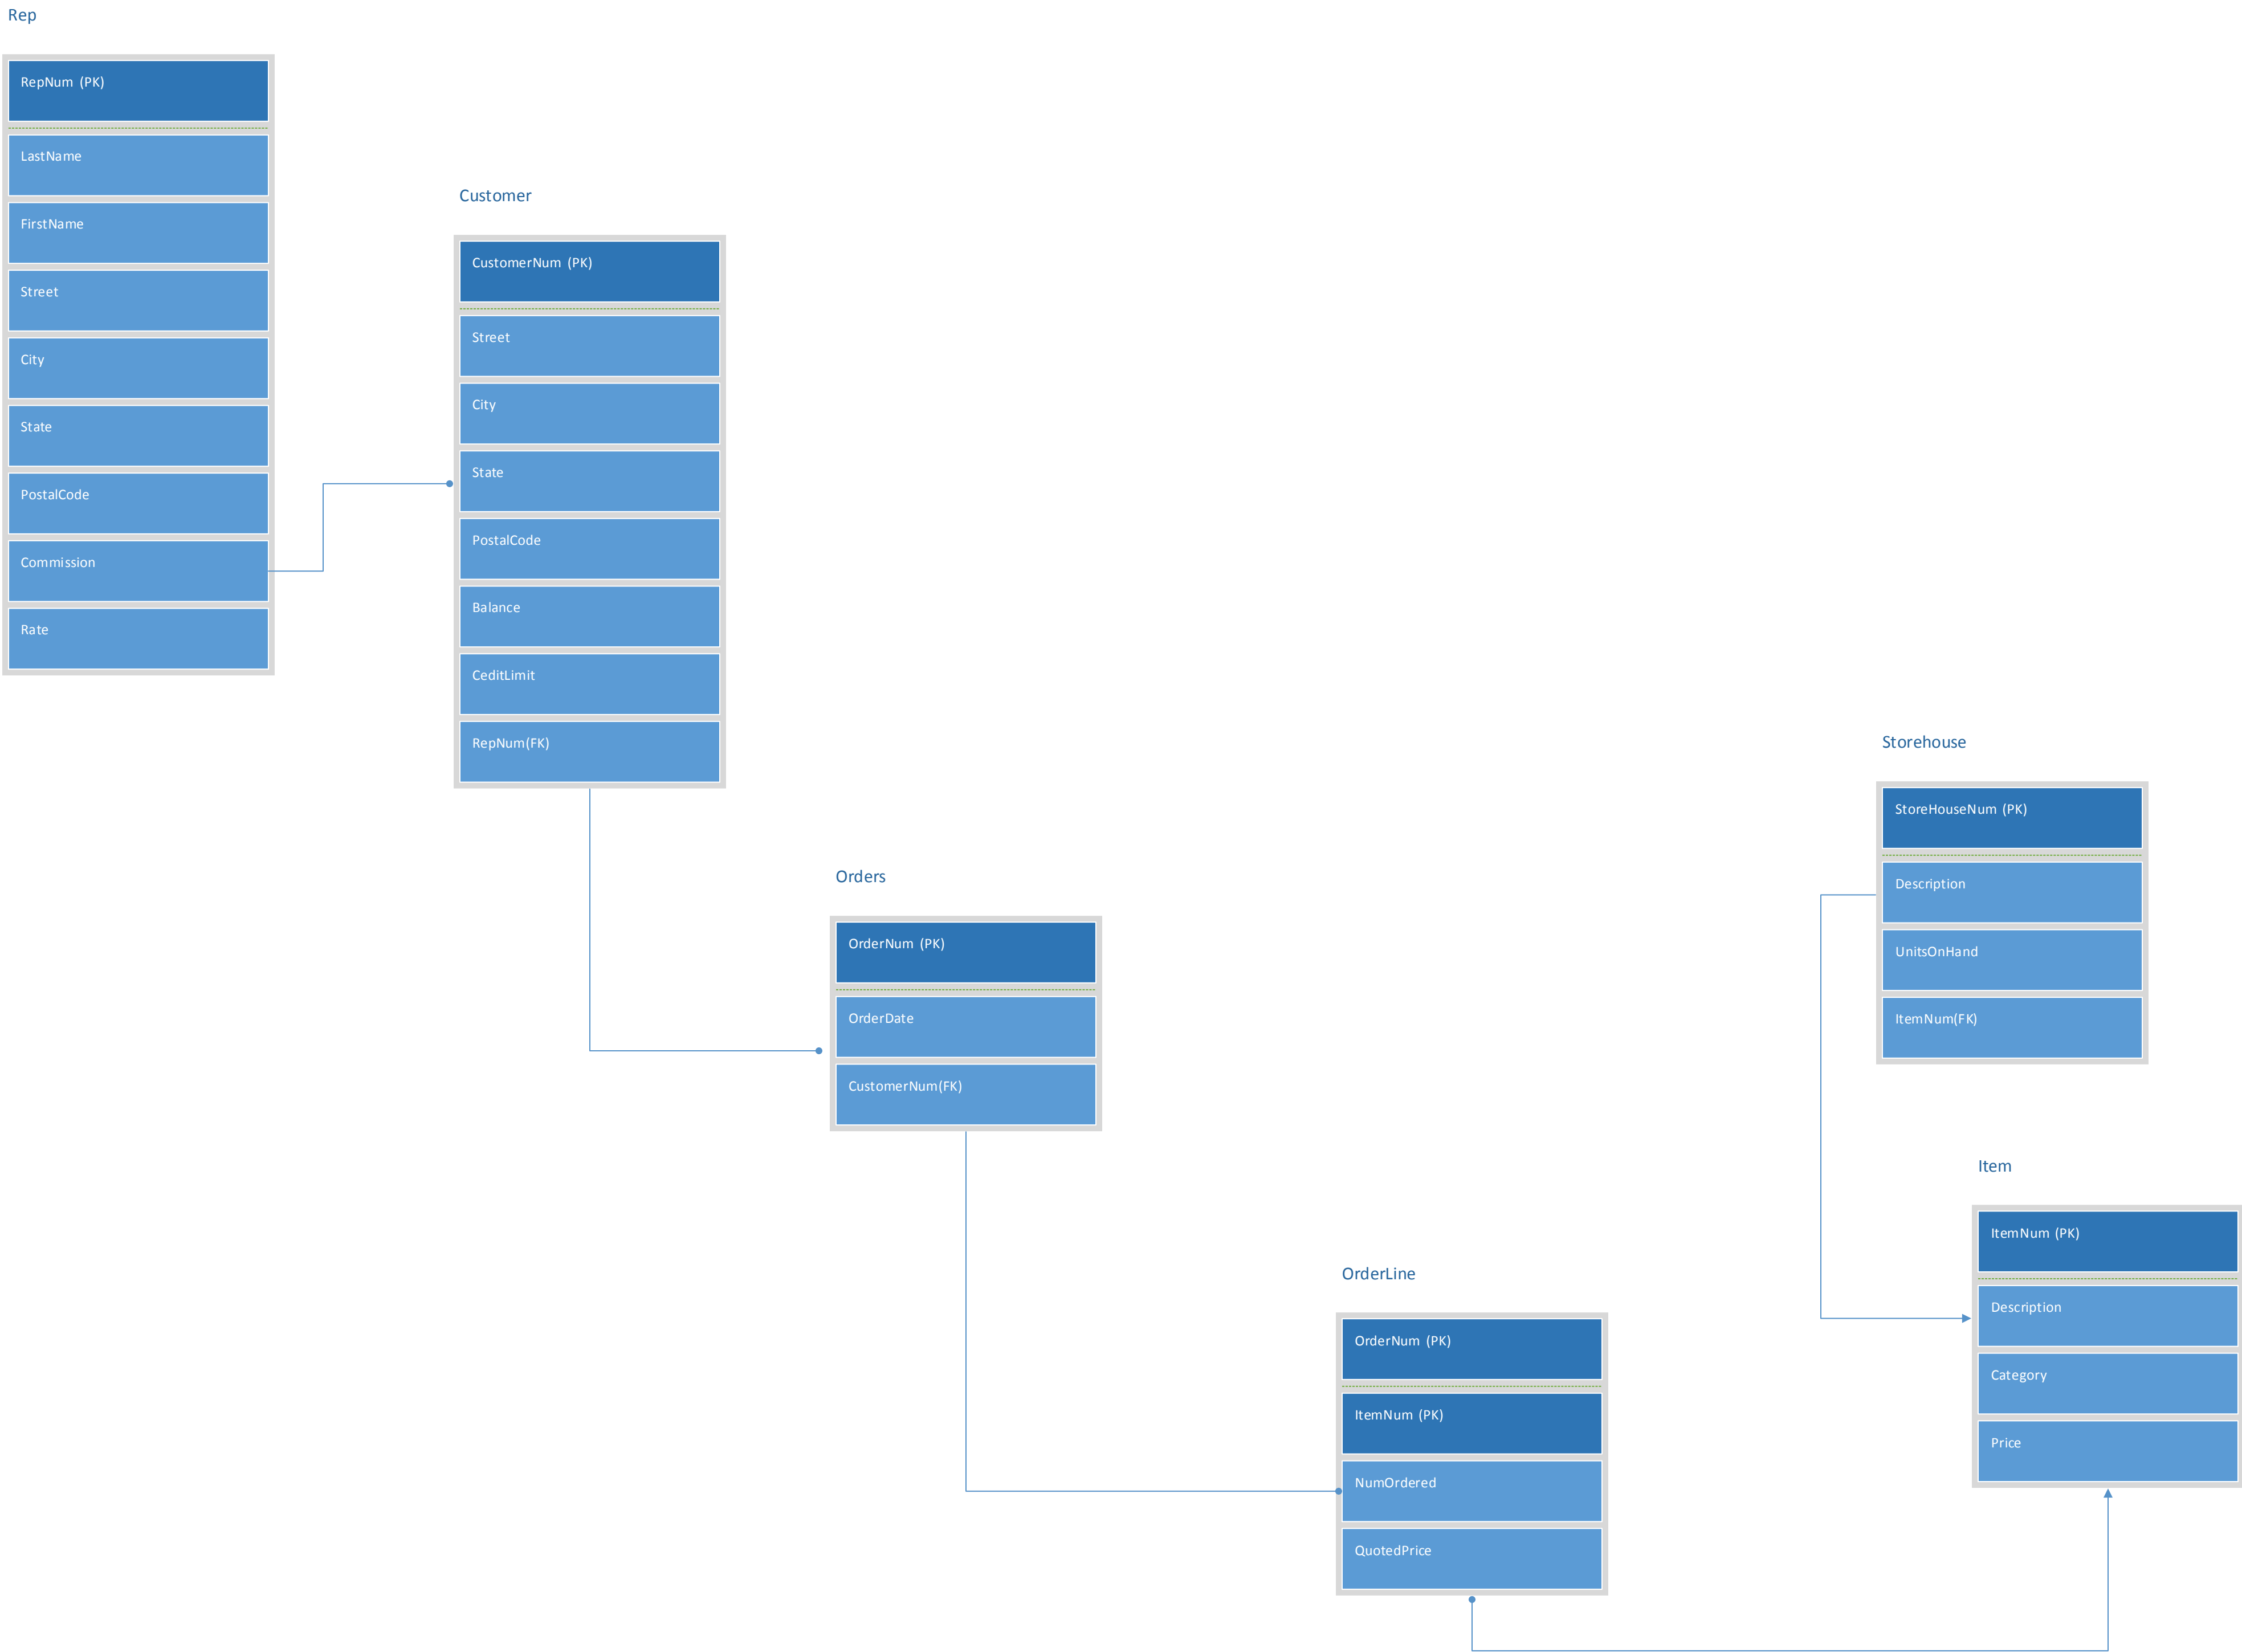 Rep
RepNum (PK)
LastName
FirstName
Street
City
State
PostalCode
Commission
Rate
Customer
CustomerNum (PK)
Street
City
State
PostalCode
Balance
CeditLimit
RepNum(FK)
Orders
OrderNum (PK)
OrderDate
CustomerNum(FK)
OrderLine
OrderNum (PK)
ItemNum (PK)
NumOrdered
QuotedPrice
Storehouse
StoreHouseNum (PK)
Description
UnitsOnHand
ItemNum(FK)
Item
ItemNum (PK)
Description
Category
Price